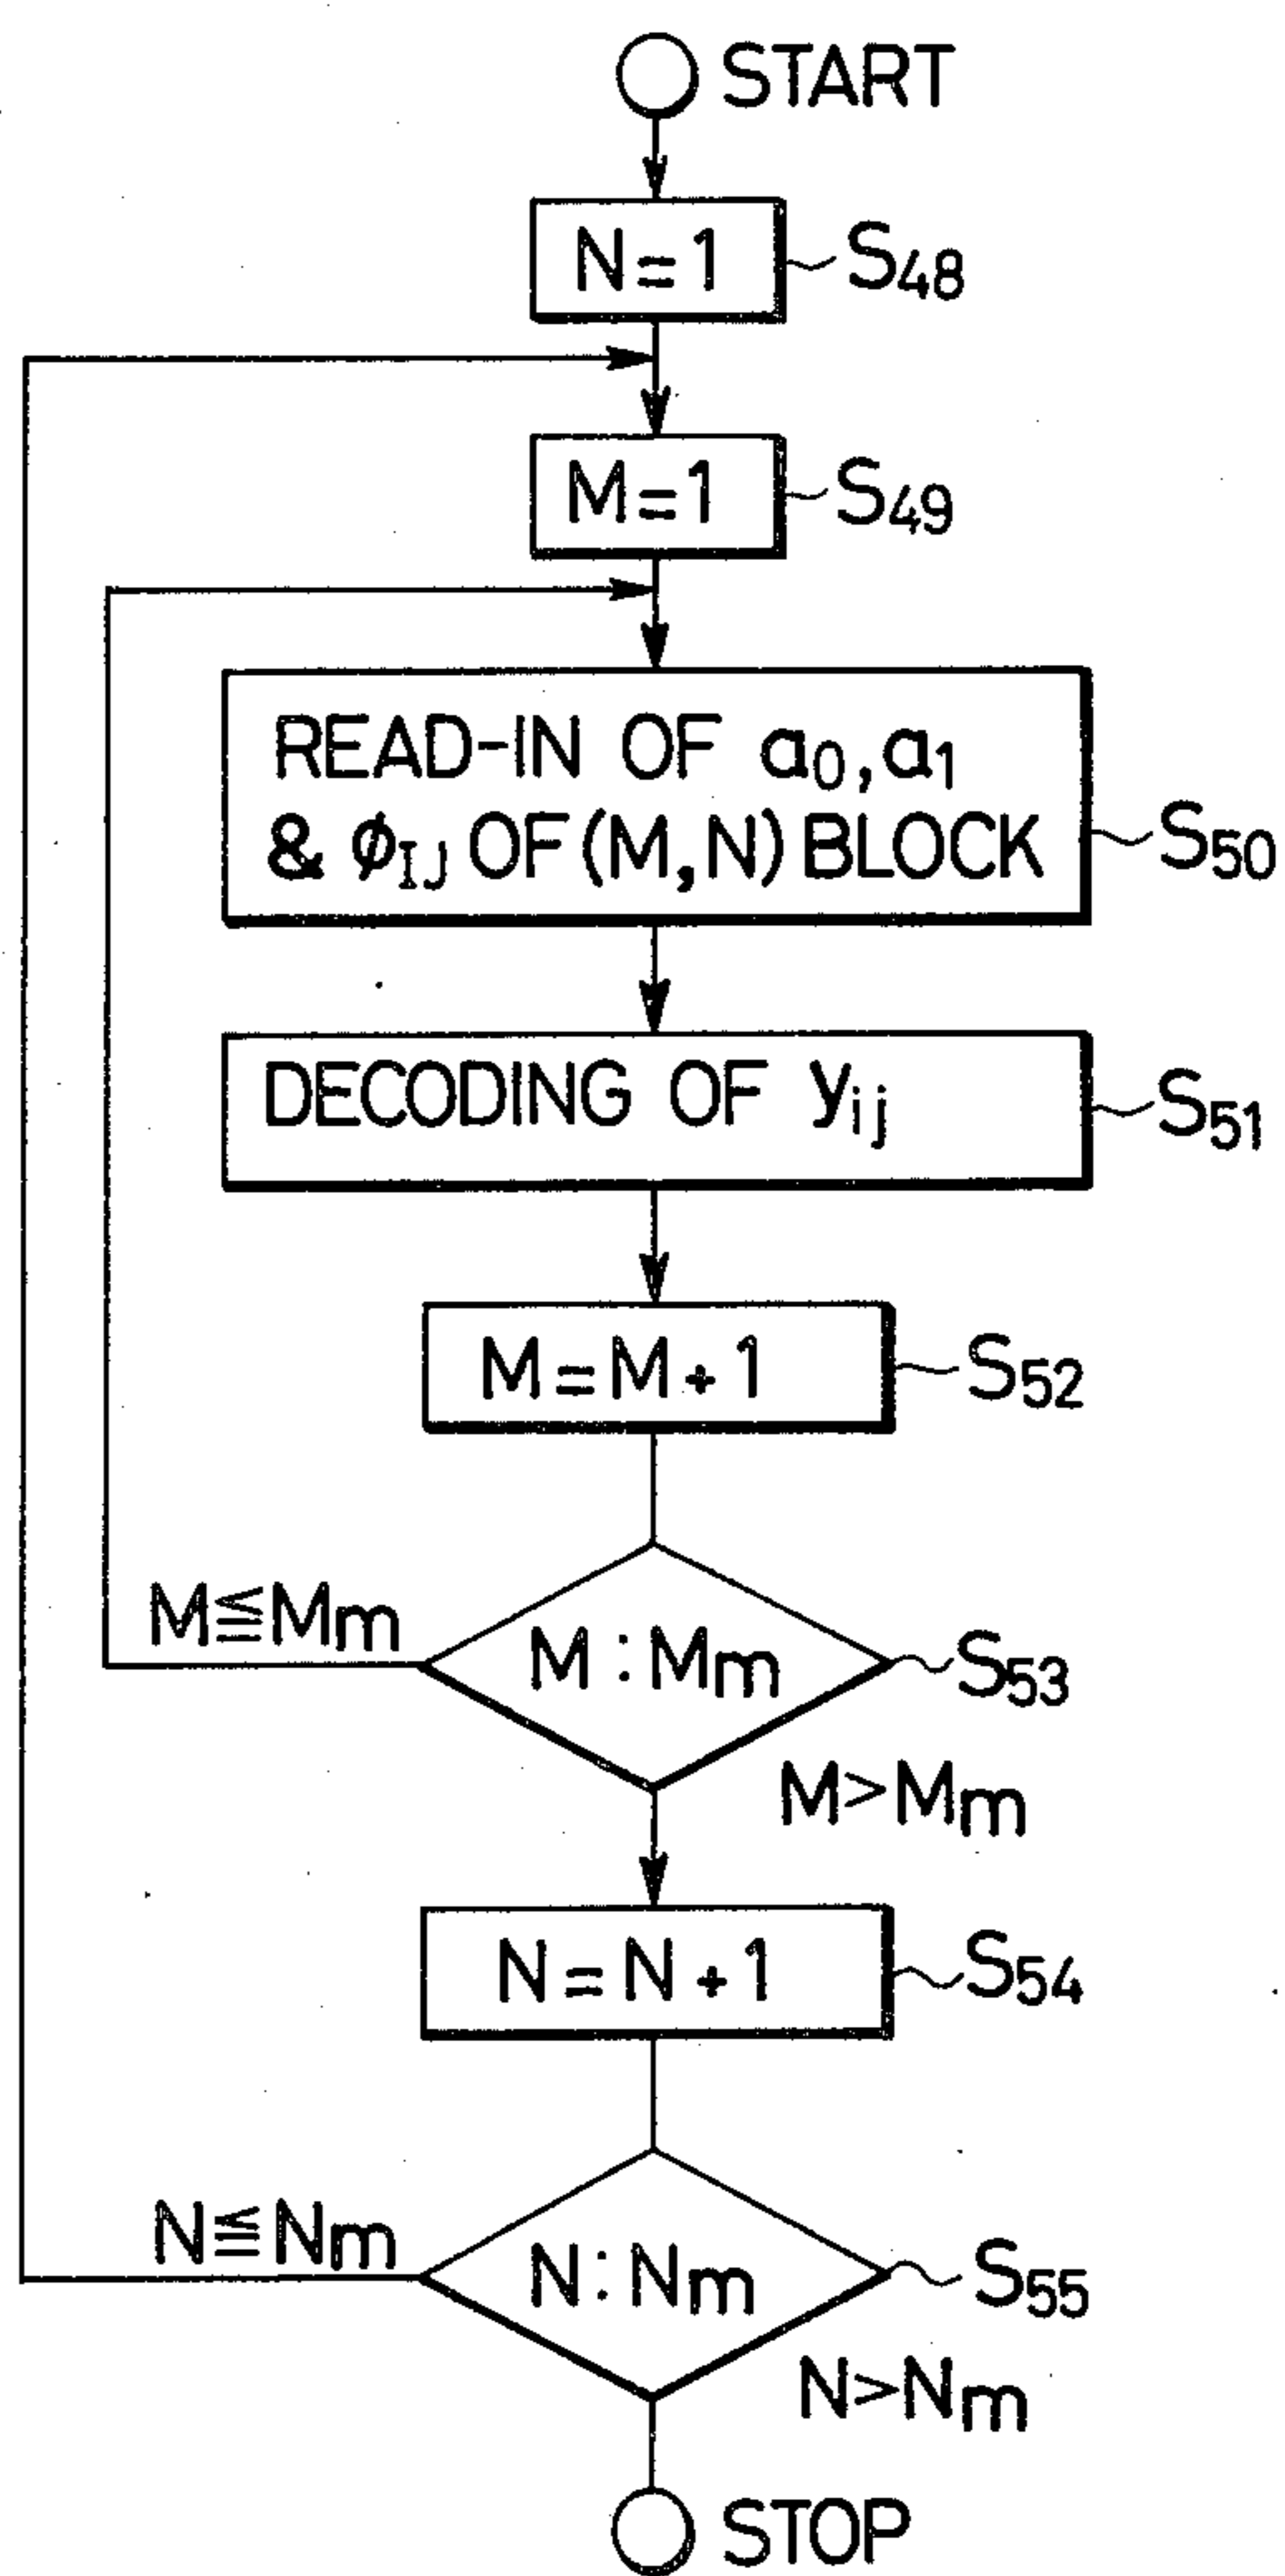 START
N=1
S48
M=1
S49
READ-IN OF a0,a1
& ϕIJ OF (M,N) BLOCK
S50
DECODING OF yij
S51
M=M+1
S52
M≦Mm
M:Mm
S53
M>Mm
N=N+1
S54
N≦Nm
N:Nm
S55
N>Nm
STOP